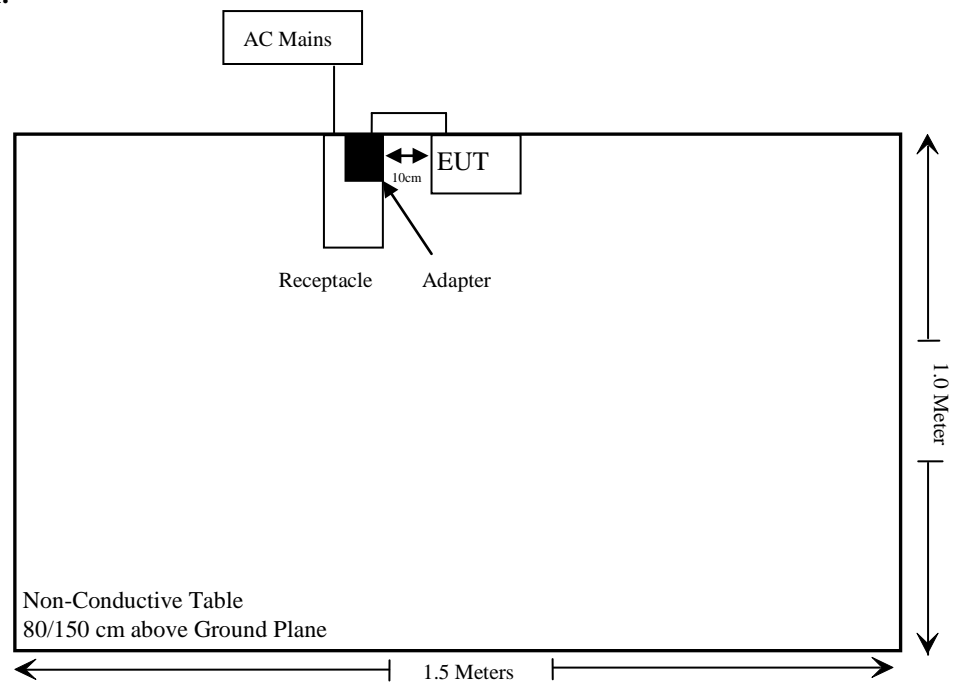 AC Mains
EUT
10cm
Receptacle
Adapter
1.0 Meter
Non-Conductive Table
80/150 cm above Ground Plane
1.5 Meters